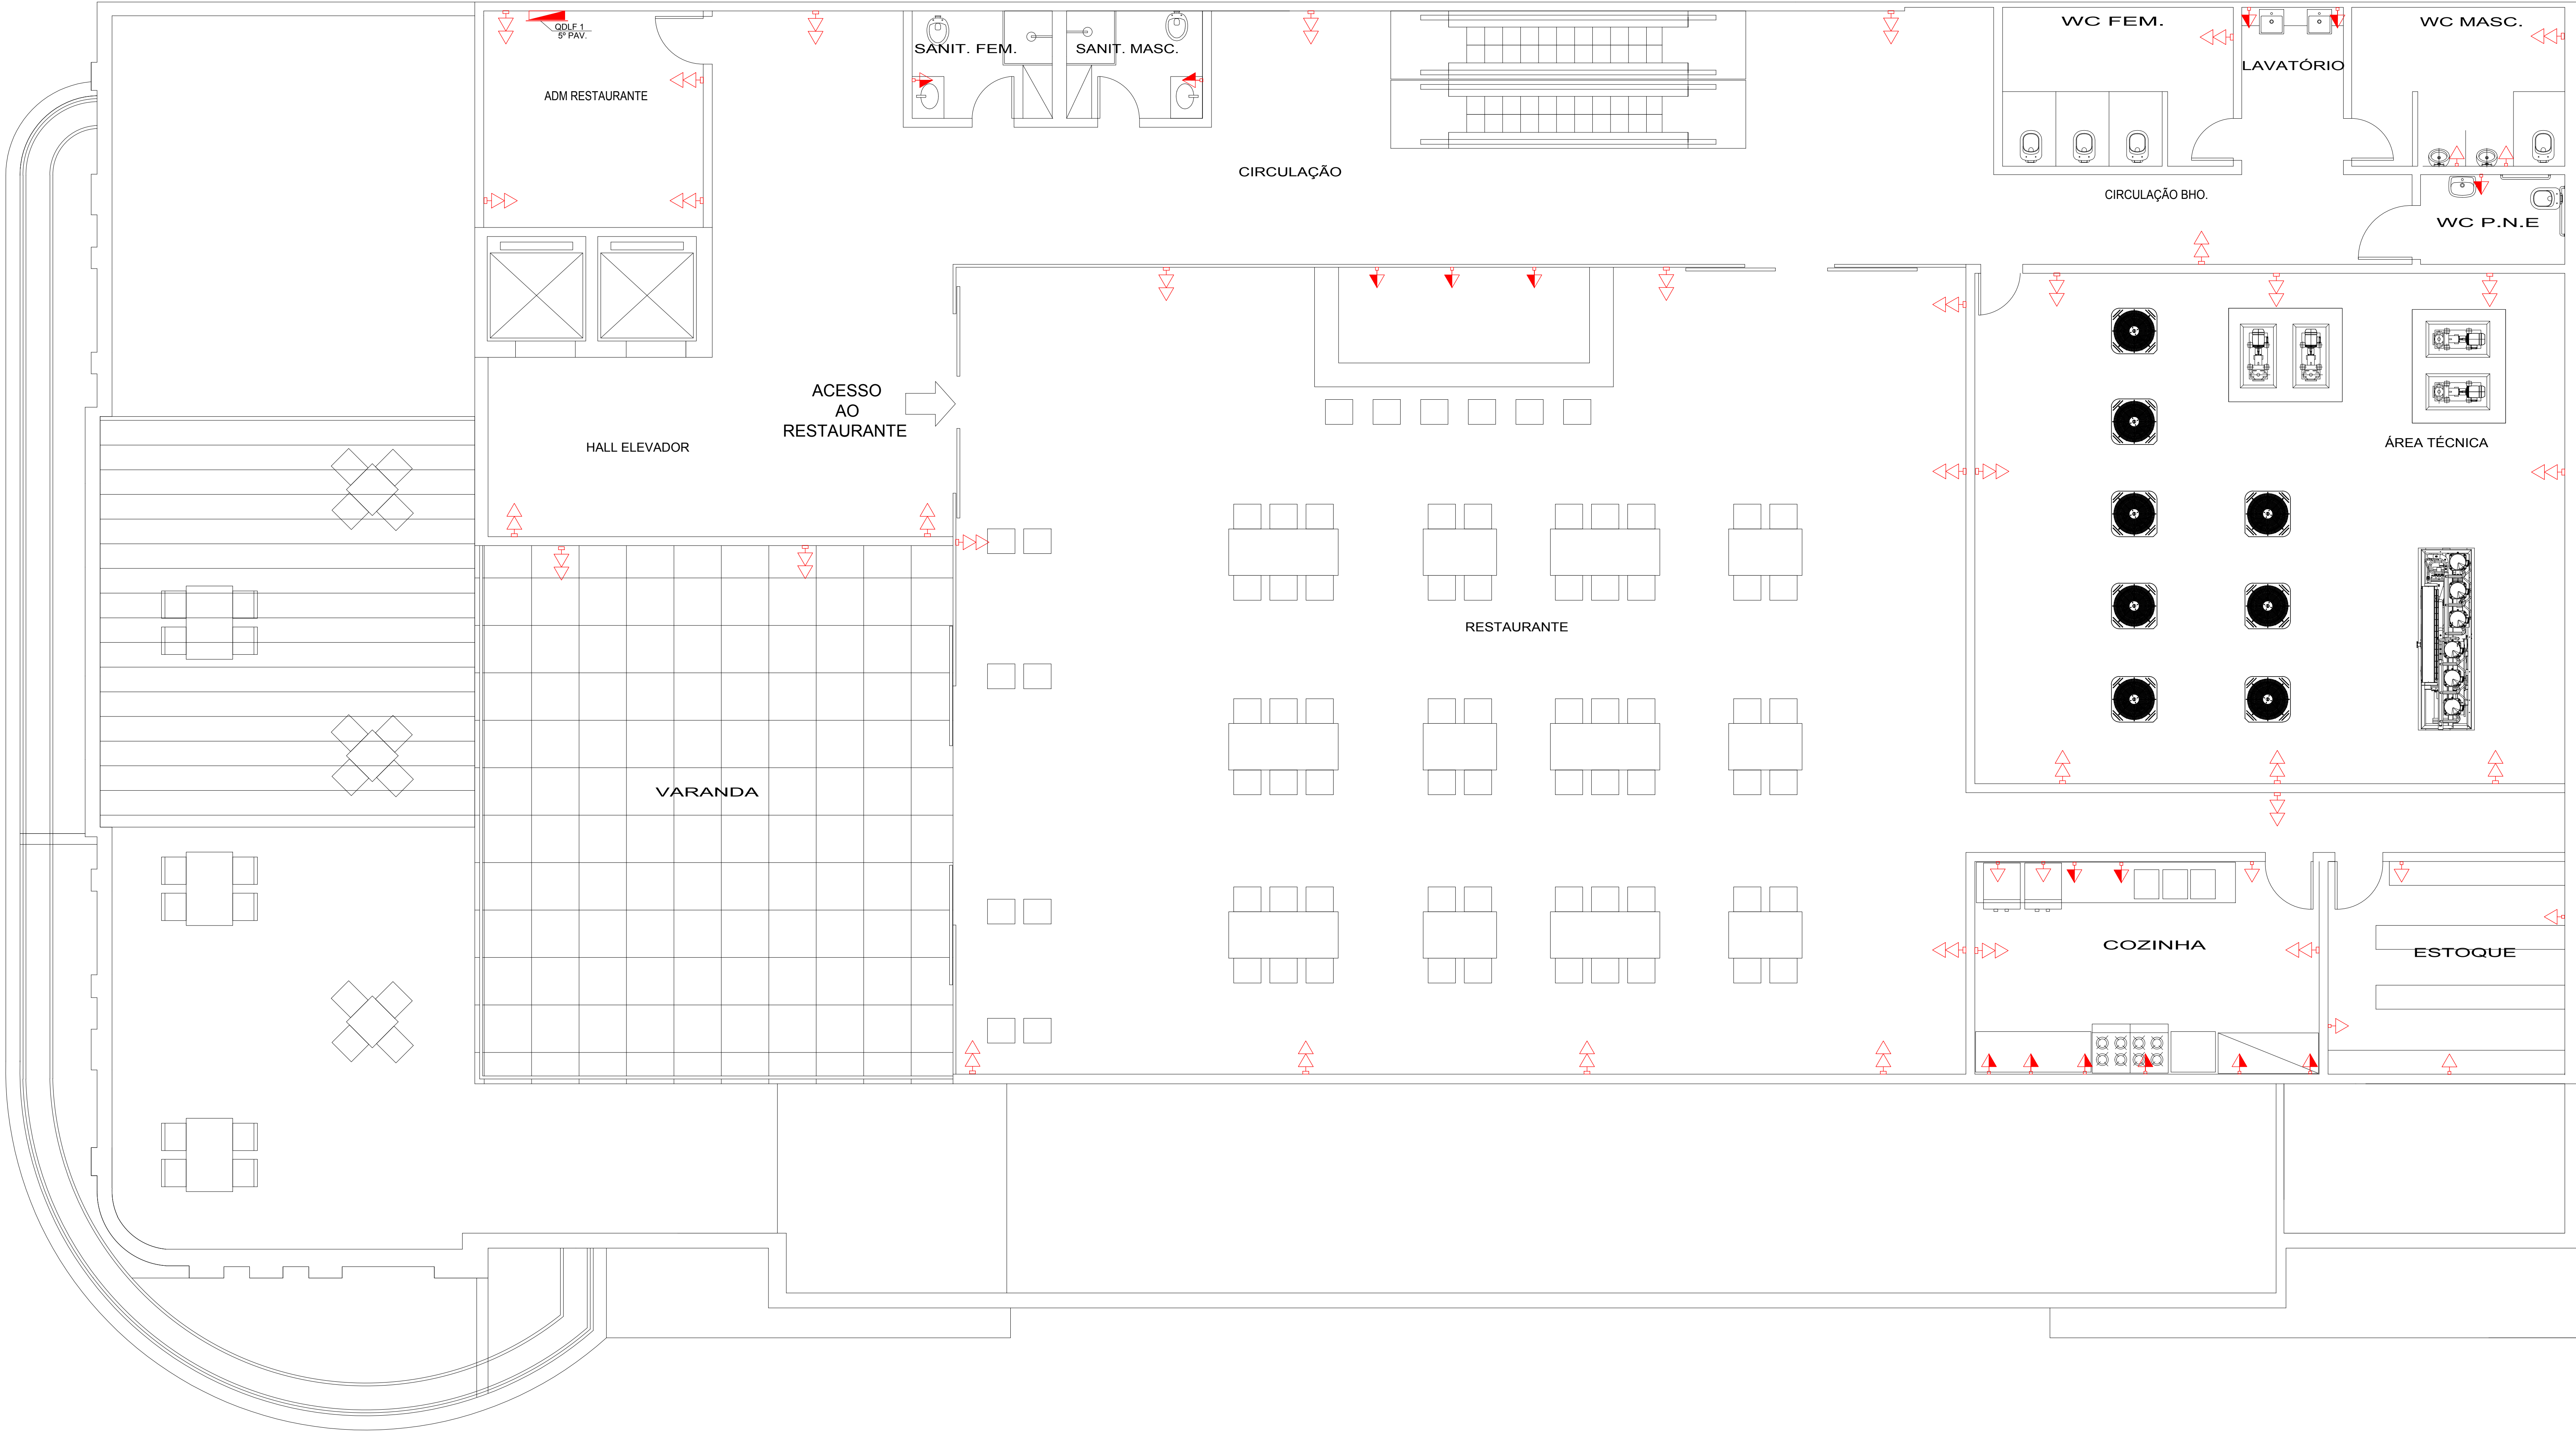 WC FEM.
WC MASC.
QDLF 1
5º PAV.
SANIT. FEM.
SANIT. MASC.
LAVATÓRIO
ADM RESTAURANTE
CIRCULAÇÃO
CIRCULAÇÃO BHO.
WC P.N.E
ACESSO
AO
RESTAURANTE
HALL ELEVADOR
ÁREA TÉCNICA
RESTAURANTE
VARANDA
COZINHA
ESTOQUE